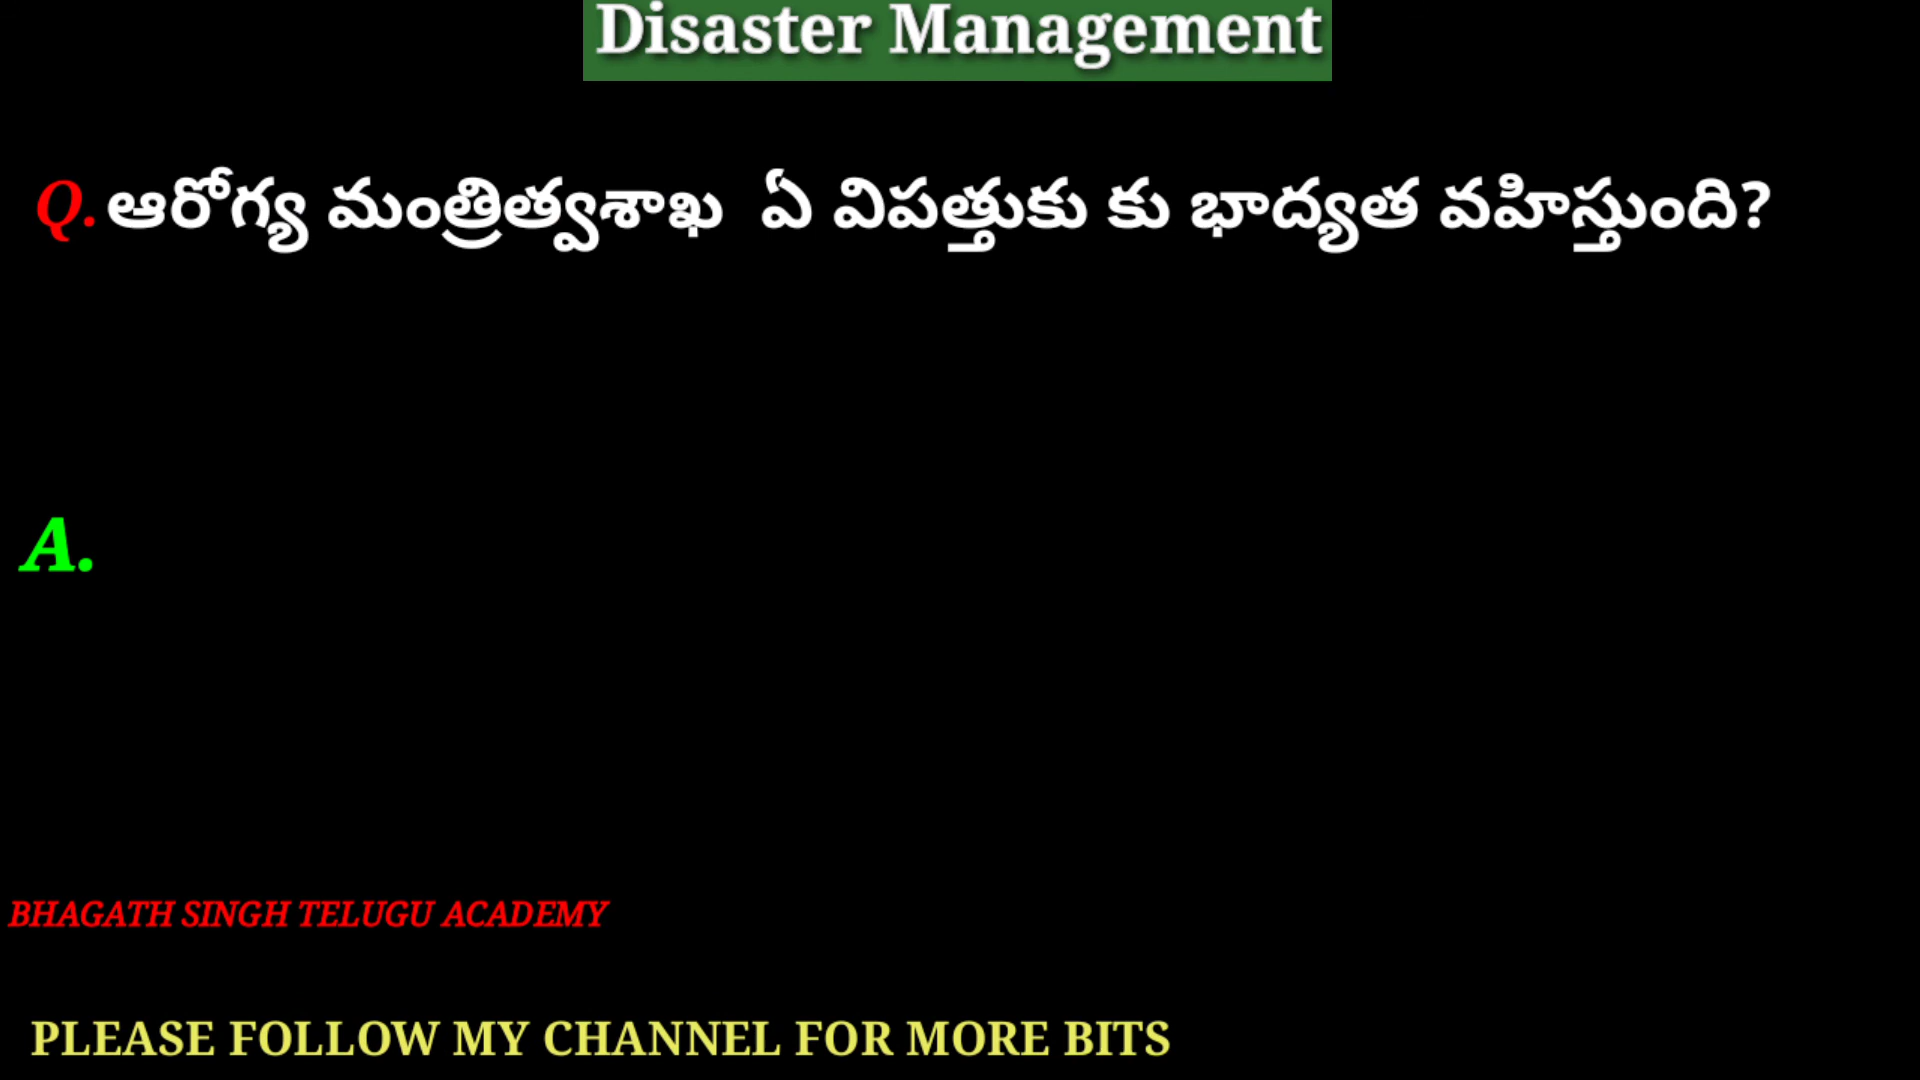 Disaster Management
Q. ఆరోగ్య మంత్రిత్వశాఖ ఏ విపత్తుకు కు భాద్యత వహిస్తుంది?
A.
BHAGATH SINGH TELUGU ACADEMY
PLEASE FOLLOW MY CHANNEL FOR MORE BITS